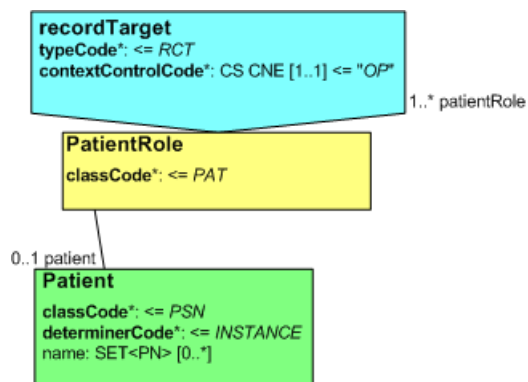 recordTarget
typeCode*: <= RCT
contextControlCode*: CS CNE [1..1] <= "OP"
1..* patientRole
PatientRole
classCode*: <= PAT
0..1 patient
Patient
classCode*: <= PSN
determinerCode*: <= INSTANCE
name: SET<PN> [0..*]